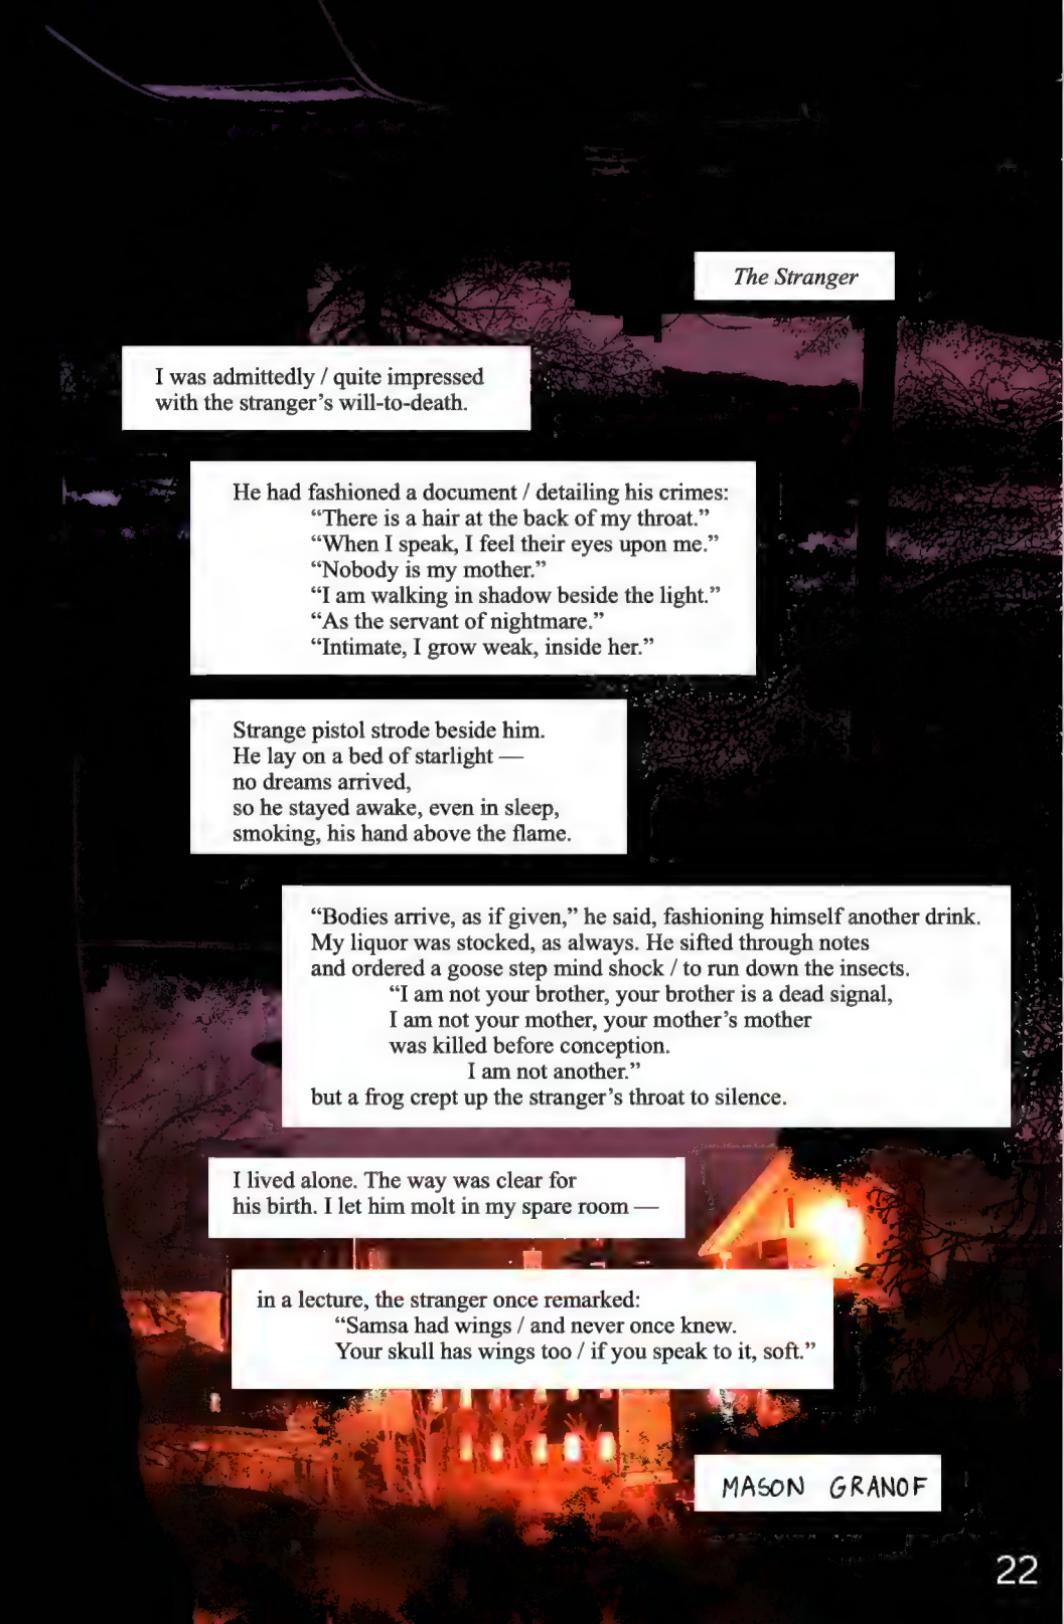 The Stranger
I was admittedly / quite impressed
with the stranger’s will-to-death.
He had fashioned a document / detailing his crimes:
“There is a hair at the back of my throat.”
“When I speak, I feel their eyes upon me.”
“Nobody is my mother.”
“I am walking in shadow beside the light.”
“As the servant of nightmare.”
“Intimate, I grow weak, inside her.”
Strange pistol strode beside him.
He lay on a bed of starlight —
no dreams arrived,
so he stayed awake, even in sleep,
smoking, his hand above the flame.
“Bodies arrive, as if given,” he said, fashioning himself another drink.
My liquor was stocked, as always. He sifted through notes
and ordered a goose step mind shock / to run down the insects.
“I am not your brother, your brother is a dead signal,
I am not your mother, your mother’s mother
was killed before conception.
I am not another.”
but a frog crept up the stranger’s throat to silence.
I lived alone. The way was clear for
his birth. I let him molt in my spare room —
in a lecture, the stranger once remarked:
“Samsa had wings / and never once knew.
Your skull has wings too / if you speak to it, soft.”
MASON GRANOF
22